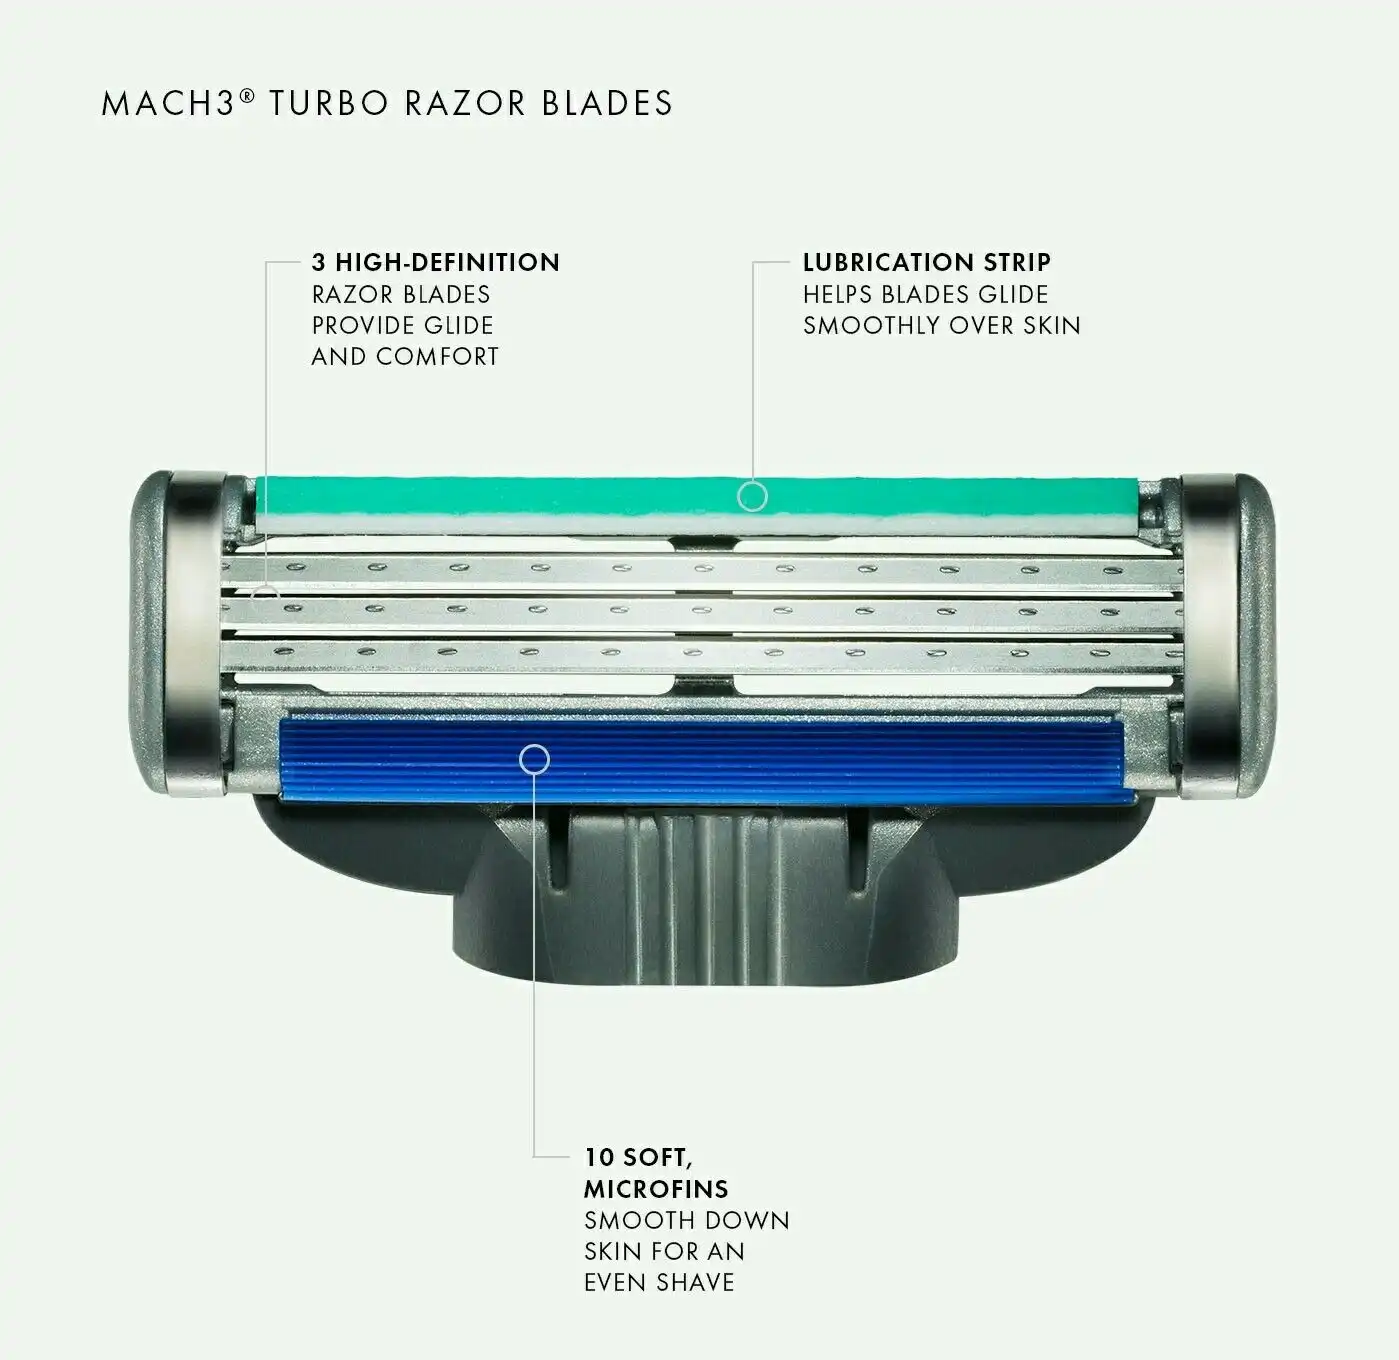 MACH3® TURBO RAZOR BLADES
3 HIGH-DEFINITION
RAZOR BLADES
PROVIDE GLIDE
AND COMFORT
LUBRICATION STRIP
HELPS BLADES GLIDE
SMOOTHLY OVER SKIN
10 SOFT,
MICROFINS
SMOOTH DOWN
SKIN FOR AN
EVEN SHAVE